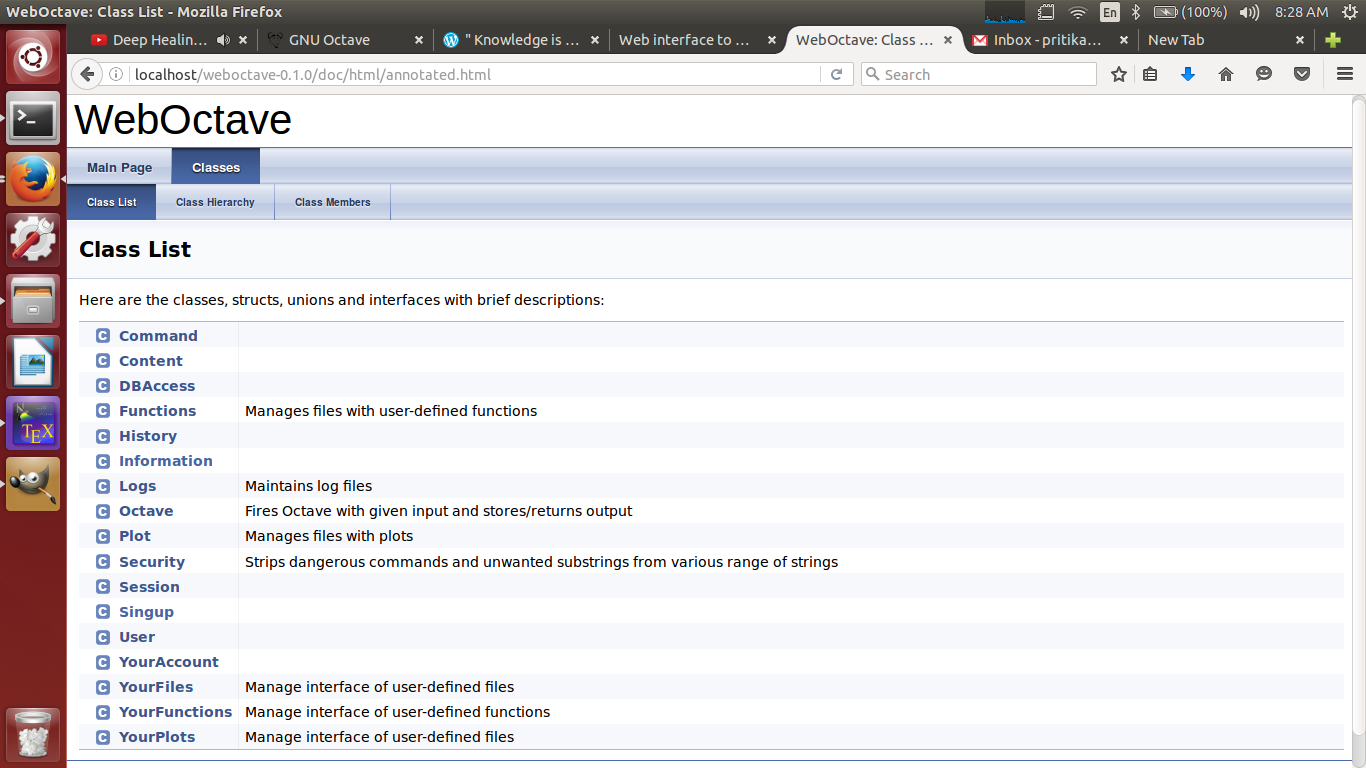 WebOctave: Class List - Mozilla Firefox
En
(100%)
8:28 AM
Deep Healin...
GNU Octave
" Knowledge is ...
Web interface to ...
WebOctave: Class ...
Inbox - pritika...
New Tab
localhost/weboctave-0.1.0/doc/html/annotated.html
Search
WebOctave
Main Page
Classes
Class List
Class Hierarchy
Class Members
Class List
Here are the classes, structs, unions and interfaces with brief descriptions:
C Command
C Content
C DBAccess
C Functions Manages files with user-defined functions
C History
C Information
C Logs Maintains log files
C Octave Fires Octave with given input and stores/returns output
C Plot Manages files with plots
C Security Strips dangerous commands and unwanted substrings from various range of strings
C Session
C Singup
C User
C YourAccount
C YourFiles Manage interface of user-defined files
C YourFunctions Manage interface of user-defined functions
C YourPlots Manage interface of user-defined files
TEX